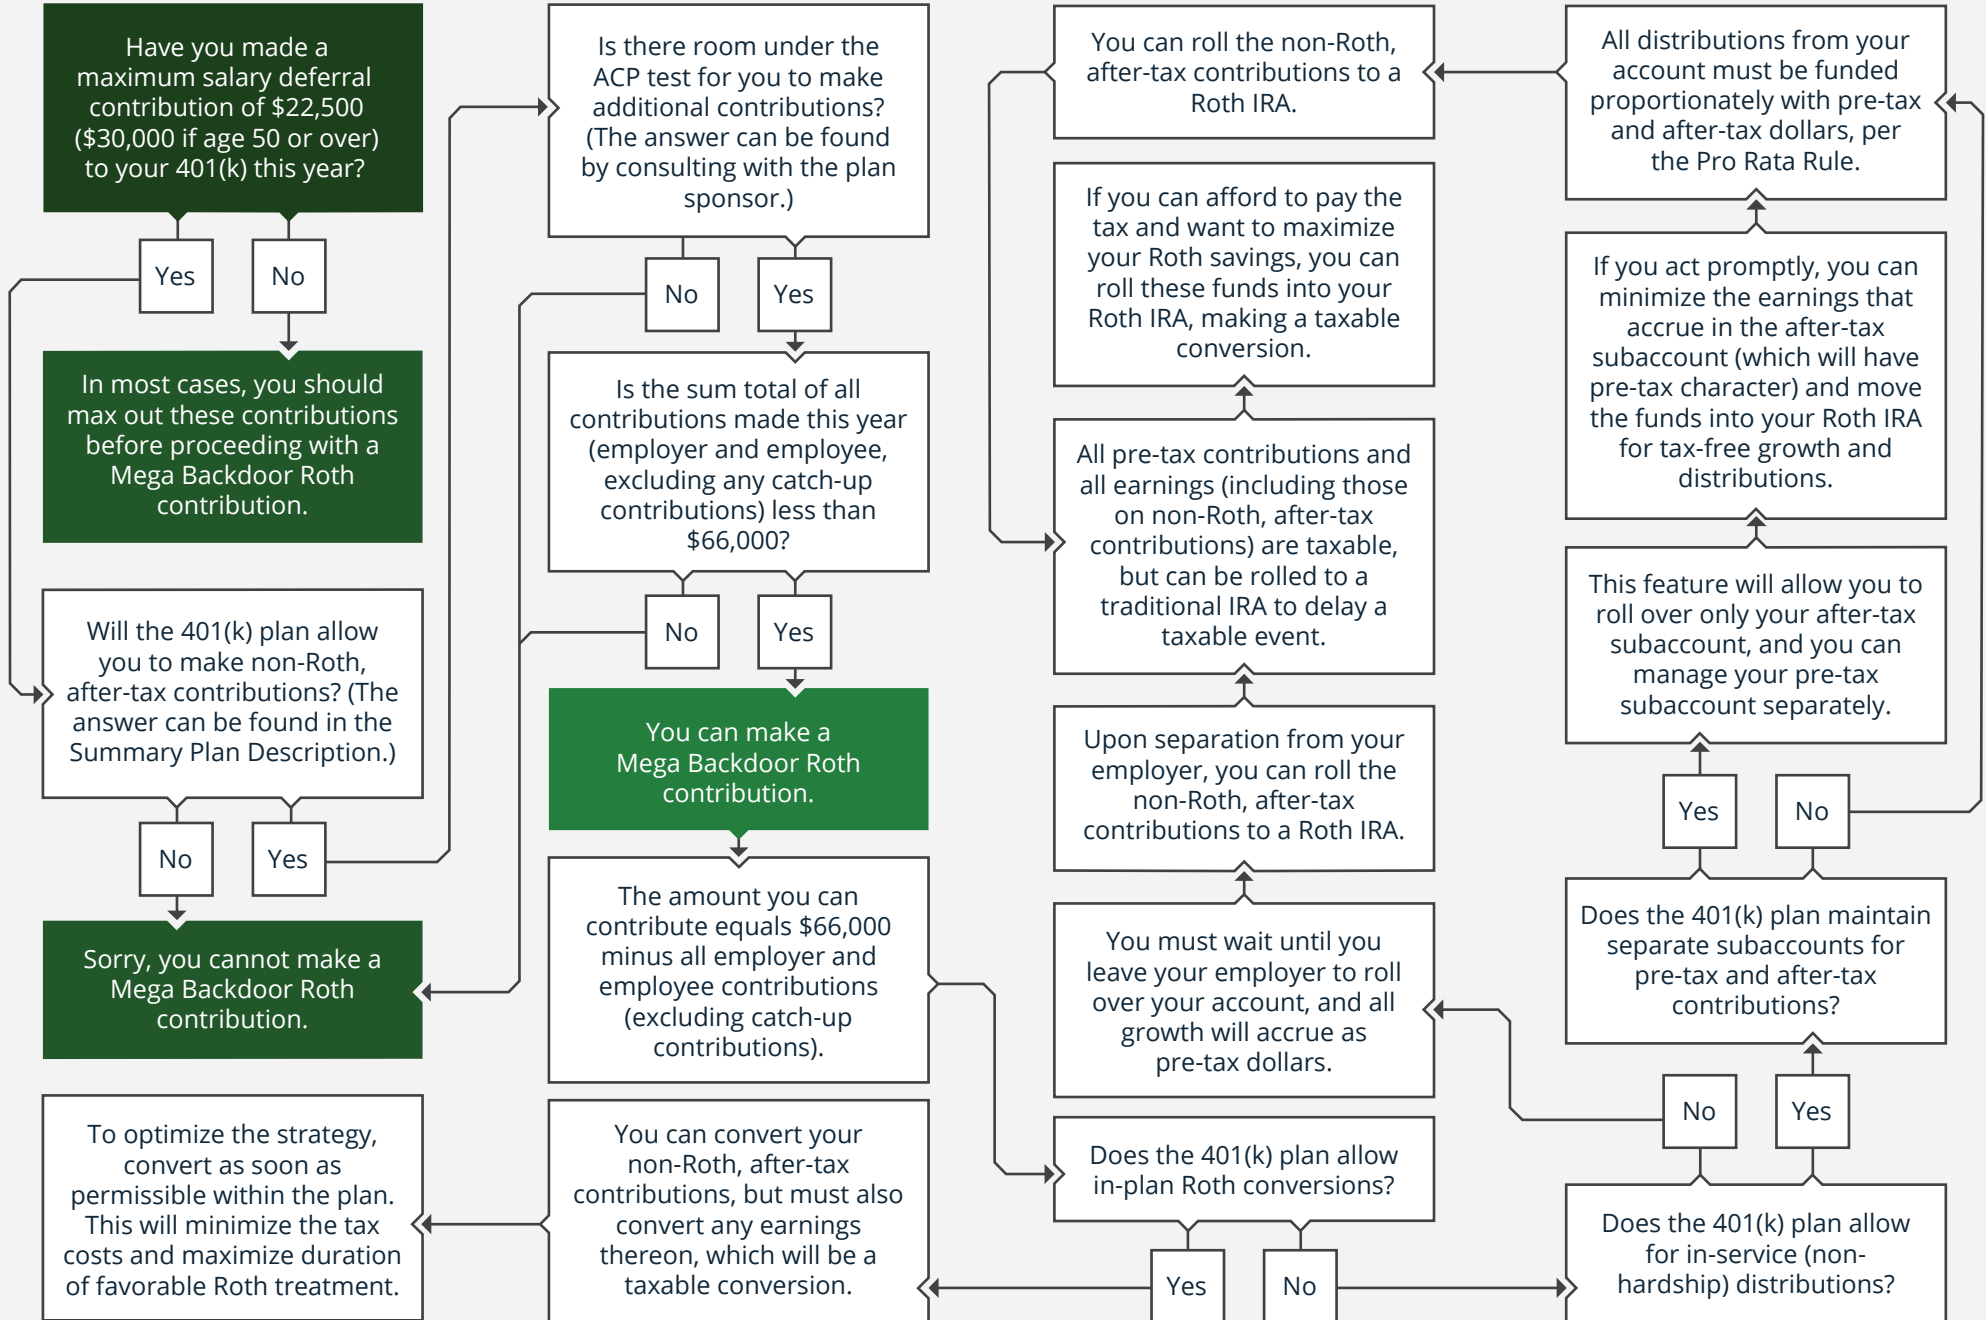 Have you made a
maximum salary deferral
contribution of $22,500
($30,000 if age 50 or over)
to your 401(k) this year?
Yes
No
In most cases, you should
max out these contributions
before proceeding with a
Mega Backdoor Roth
contribution.
Will the 401(k) plan allow
you to make non-Roth,
after-tax contributions? (The
answer can be found in the
Summary Plan Description.)
No
Yes
Sorry, you cannot make a
Mega Backdoor Roth
contribution.
To optimize the strategy,
convert as soon as
permissible within the plan.
This will minimize the tax
costs and maximize duration
of favorable Roth treatment.
Is there room under the
ACP test for you to make
additional contributions?
(The answer can be found
by consulting with the plan
sponsor.)
No
Yes
Is the sum total of all
contributions made this year
(employer and employee,
excluding any catch-up
contributions) less than
$66,000?
No
Yes
You can make a
Mega Backdoor Roth
contribution.
The amount you can
contribute equals $66,000
minus all employer and
employee contributions
(excluding catch-up
contributions).
You can convert your
non-Roth, after-tax
contributions, but must also
convert any earnings
thereon, which will be a
taxable conversion.
You can roll the non-Roth,
after-tax contributions to a
Roth IRA.
If you can afford to pay the
tax and want to maximize
your Roth savings, you can
roll these funds into your
Roth IRA, making a taxable
conversion.
All pre-tax contributions and
all earnings (including those
on non-Roth, after-tax
contributions) are taxable,
but can be rolled to a
traditional IRA to delay a
taxable event.
Upon separation from your
employer, you can roll the
non-Roth, after-tax
contributions to a Roth IRA.
You must wait until you
leave your employer to roll
over your account, and all
growth will accrue as
pre-tax dollars.
Does the 401(k) plan allow
in-plan Roth conversions?
Yes
No
All distributions from your
account must be funded
proportionately with pre-tax
and after-tax dollars, per
the Pro Rata Rule.
If you act promptly, you can
minimize the earnings that
accrue in the after-tax
subaccount (which will have
pre-tax character) and move
the funds into your Roth IRA
for tax-free growth and
distributions.
This feature will allow you to
roll over only your after-tax
subaccount, and you can
manage your pre-tax
subaccount separately.
Yes
No
Does the 401(k) plan maintain
separate subaccounts for
pre-tax and after-tax
contributions?
No
Yes
Does the 401(k) plan allow
for in-service (non-
hardship) distributions?